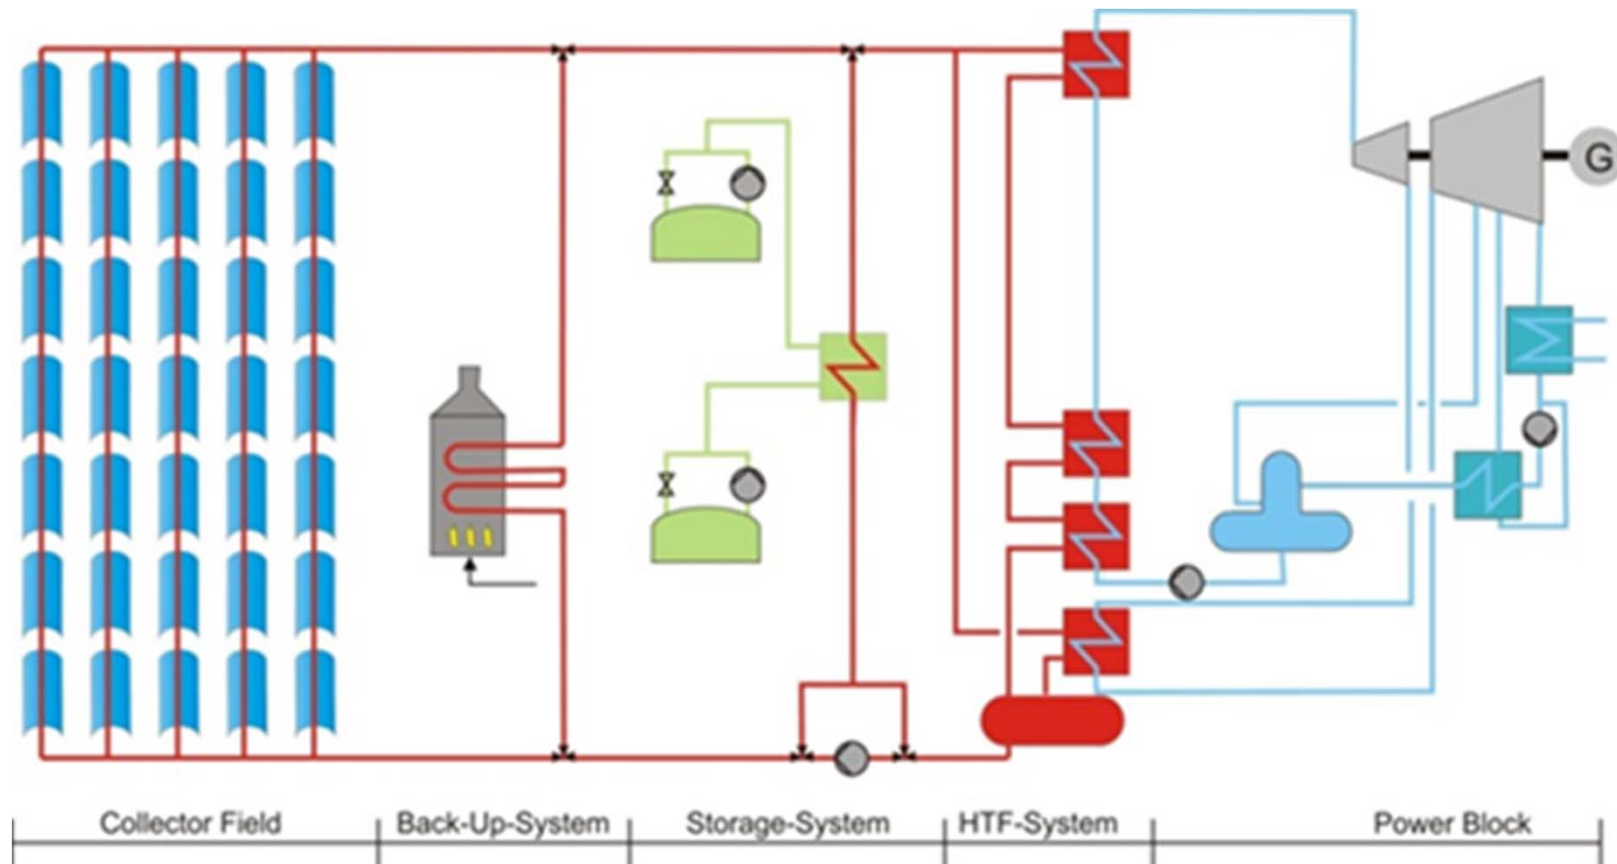 G
Collector Field
Back-Up-System
Storage-System
HTF-System
Power Block